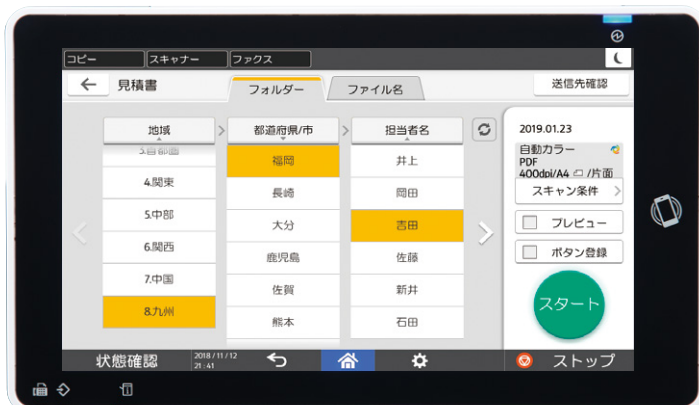 コピー
スキャナー
ファクス
見積書
フォルダー
ファイル名
送信先確認
地域
都道府県/市
担当者名
4.関東
5.中部
6.関西
7.中国
8.九州
福岡
長崎
大分
鹿児島
佐賀
熊本
井上
岡田
吉田
佐藤
新井
石田
2019.01.23
自動カラー
PDF
400dpi/A4 /片面
スキャン条件
プレビュー
ボタン登録
スタート
状態確認
2018/11/12
21:41
ストップ